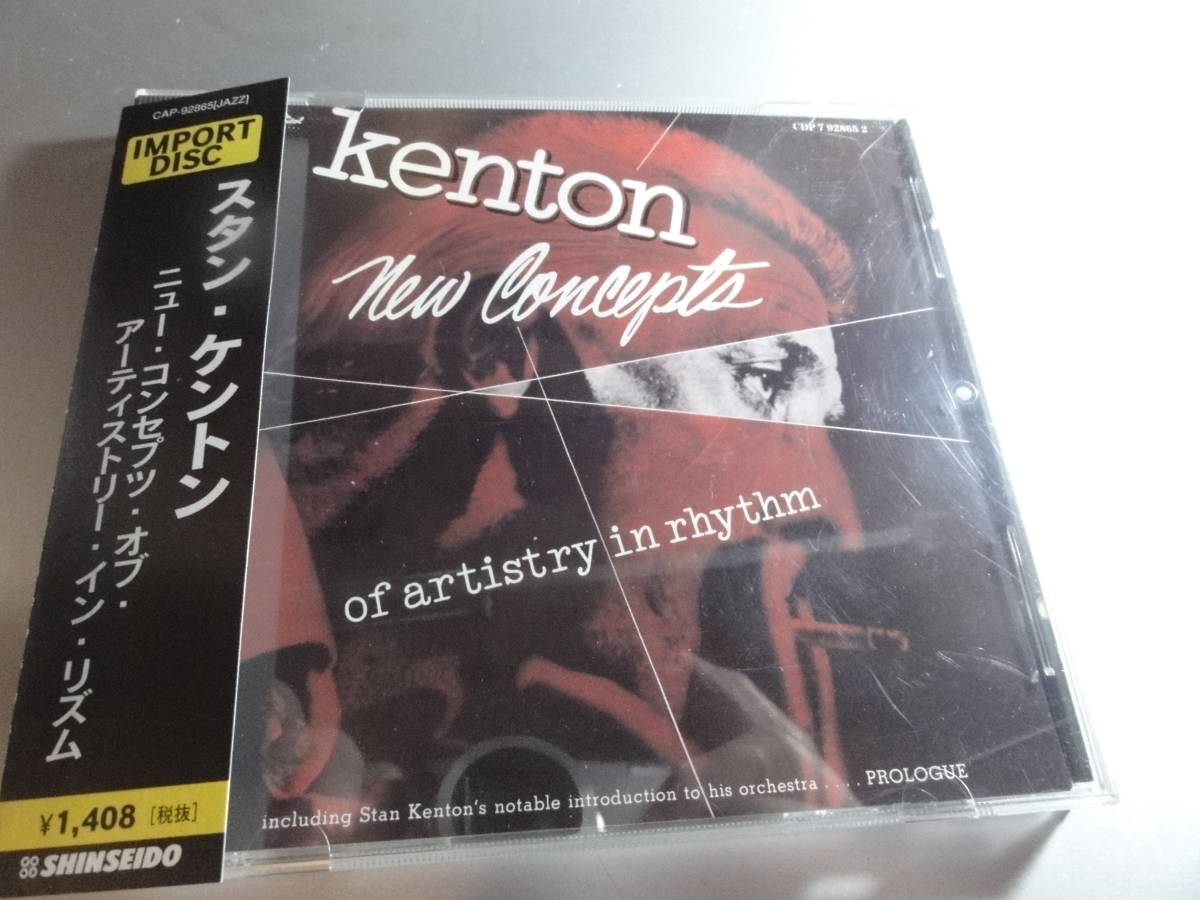 CAP-92865[JAZZ]
IMPORT
DISC
スタン・ケントン
ニュー・コンセプツ・オブ・
アーティストリー・イン・リズム
¥1,408 [税抜]
SHINSEIDO
CDP 7 92865 2
kenton
New Concepts
of artistry in rhythm
including Stan Kenton's notable introduction to his orchestra . . . . PROLOGUE